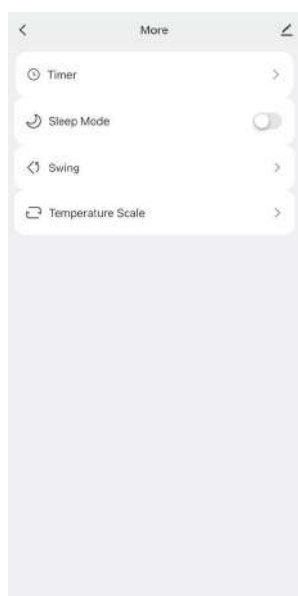 More
Timer
Sleep Mode
Swing
Temperature Scale